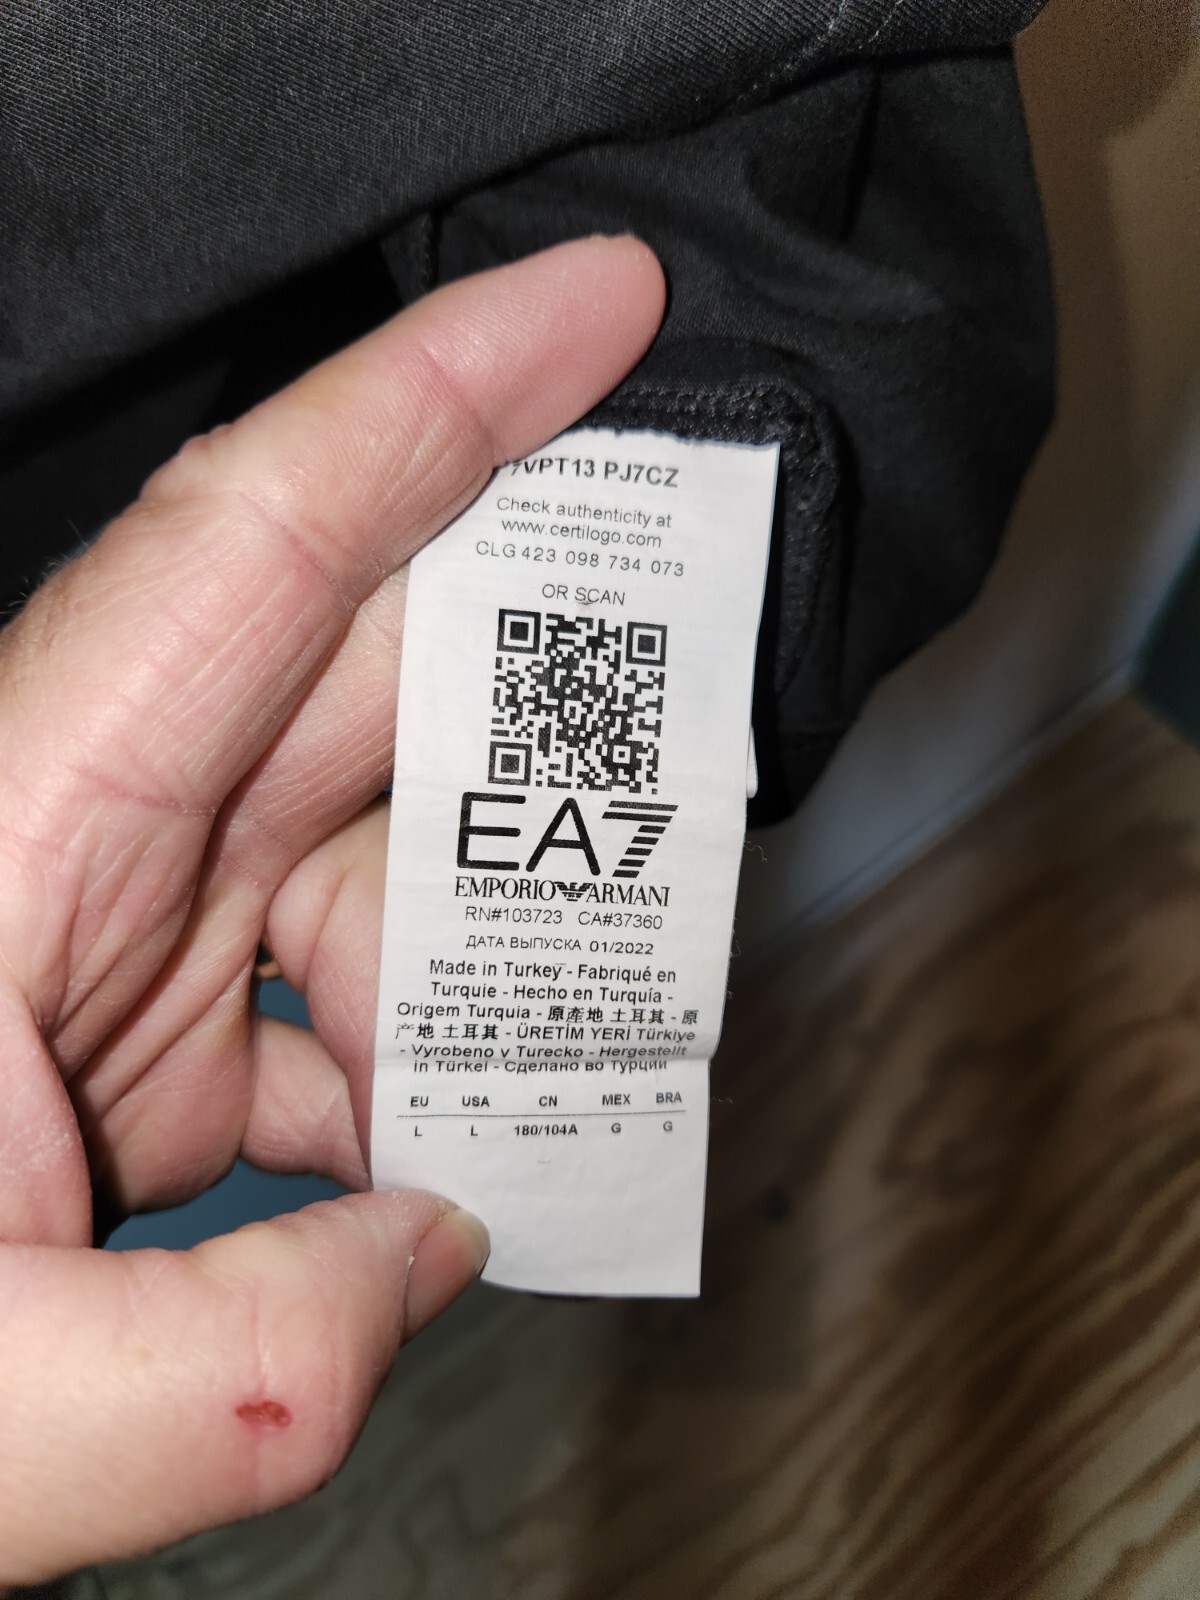 7VPT13 PJ7CZ
Check authenticity at
www.certilogo.com
CLG 423 098 734 073
OR SCAN
EA7
EMPORIO ARMANI
RN#103723 CA#37360
ДАТА ВЫПУСКА 01/2022
Made in Turkey - Fabriqué en
Turquie - Hecho en Turquía -
Origem Turquia - 原產地 土耳其 - 原
产地 土耳其 - ÜRETİM YERİ Türkiye
- Vyrobeno v Turecko - Hergestellt
in Türkei - Сделано во Турции
EU USA CN MEX BRA
L L 180/104A G G